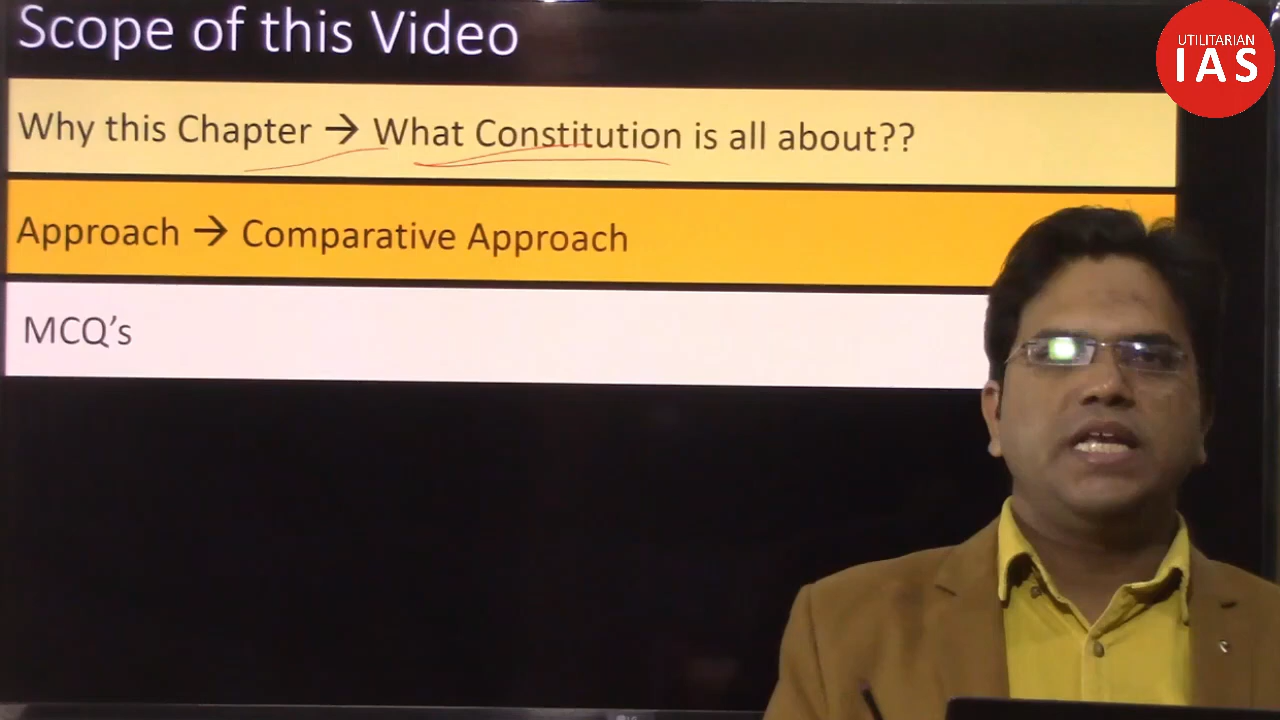 Scope of this Video
UTILITARIAN
IAS
Why this Chapter → What Constitution is all about??
Approach → Comparative Approach
MCQ’s